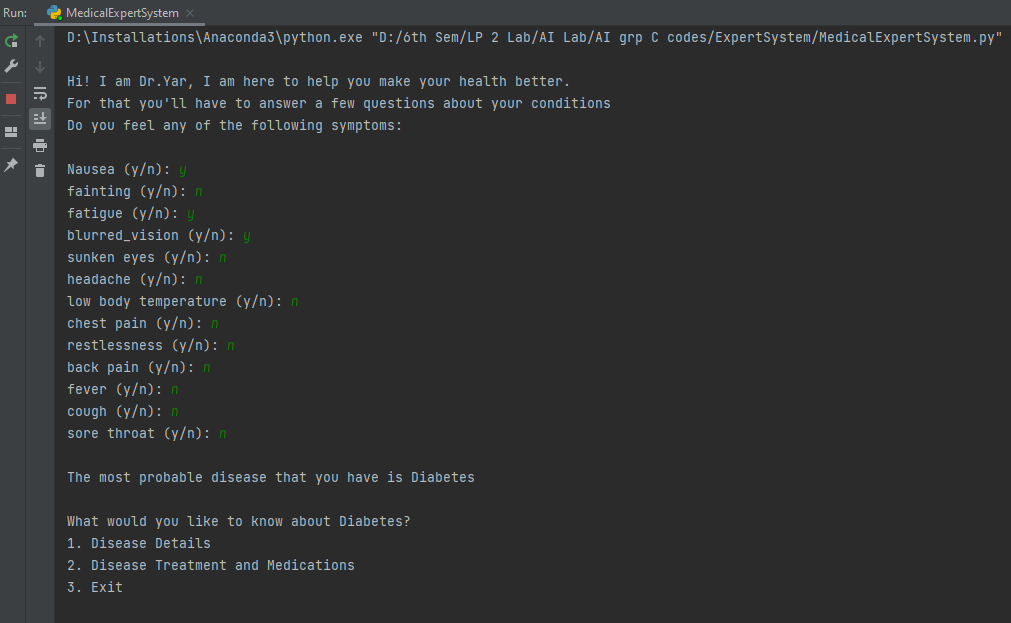 Run: MedicalExpertSystem
D:\Installations\Anaconda3\python.exe "D:/6th Sem/LP 2 Lab/AI Lab/AI grp C codes/ExpertSystem/MedicalExpertSystem.py"
Hi! I am Dr.Yar, I am here to help you make your health better.
For that you'll have to answer a few questions about your conditions
Do you feel any of the following symptoms:
Nausea (y/n): y
fainting (y/n): n
fatigue (y/n): y
blurred_vision (y/n): y
sunken eyes (y/n): n
headache (y/n): n
low body temperature (y/n): n
chest pain (y/n): n
restlessness (y/n): n
back pain (y/n): n
fever (y/n): n
cough (y/n): n
sore throat (y/n): n
The most probable disease that you have is Diabetes
What would you like to know about Diabetes?
1. Disease Details
2. Disease Treatment and Medications
3. Exit